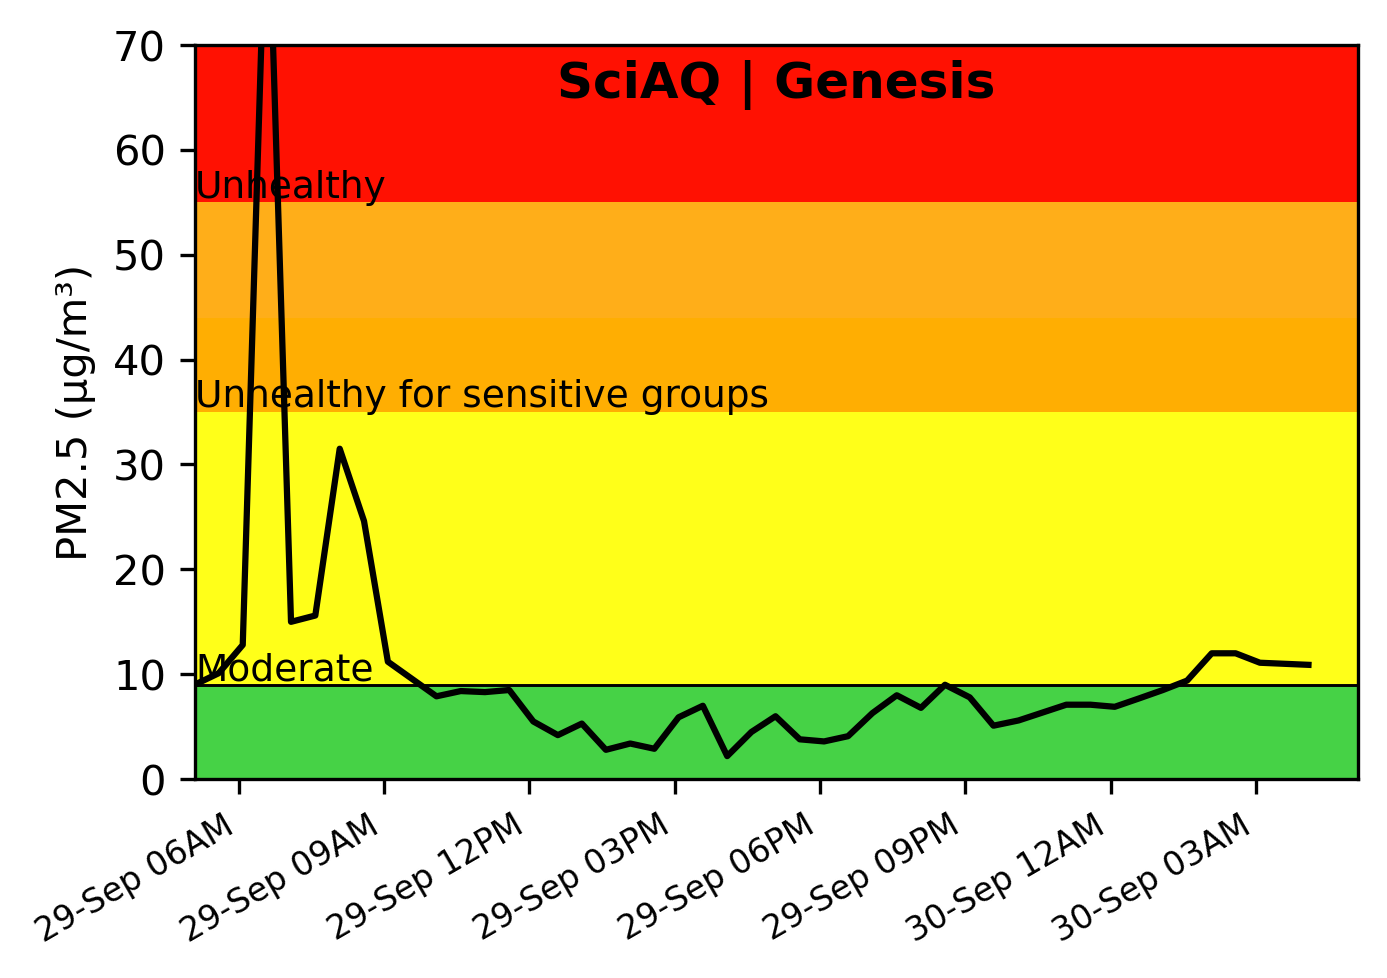 SciAQ | Genesis
PM2.5 (µg/m³)
70
60
50
40
30
20
10
0
Unhealthy
Unhealthy for sensitive groups
Moderate
29-Sep 06AM
29-Sep 09AM
29-Sep 12PM
29-Sep 03PM
29-Sep 06PM
29-Sep 09PM
30-Sep 12AM
30-Sep 03AM